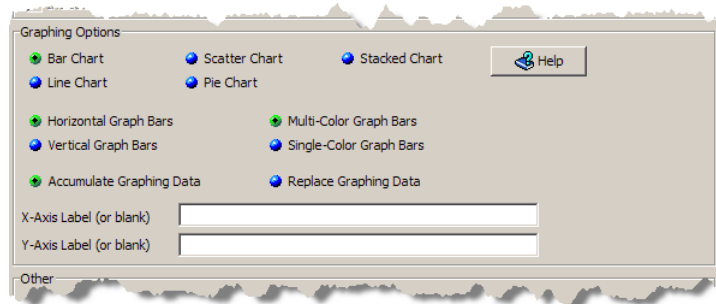 Graphing Options
Bar Chart Scatter Chart Stacked Chart Help
Line Chart Pie Chart
Horizontal Graph Bars Multi-Color Graph Bars
Vertical Graph Bars Single-Color Graph Bars
Accumulate Graphing Data Replace Graphing Data
X-Axis Label (or blank)
Y-Axis Label (or blank)
Other